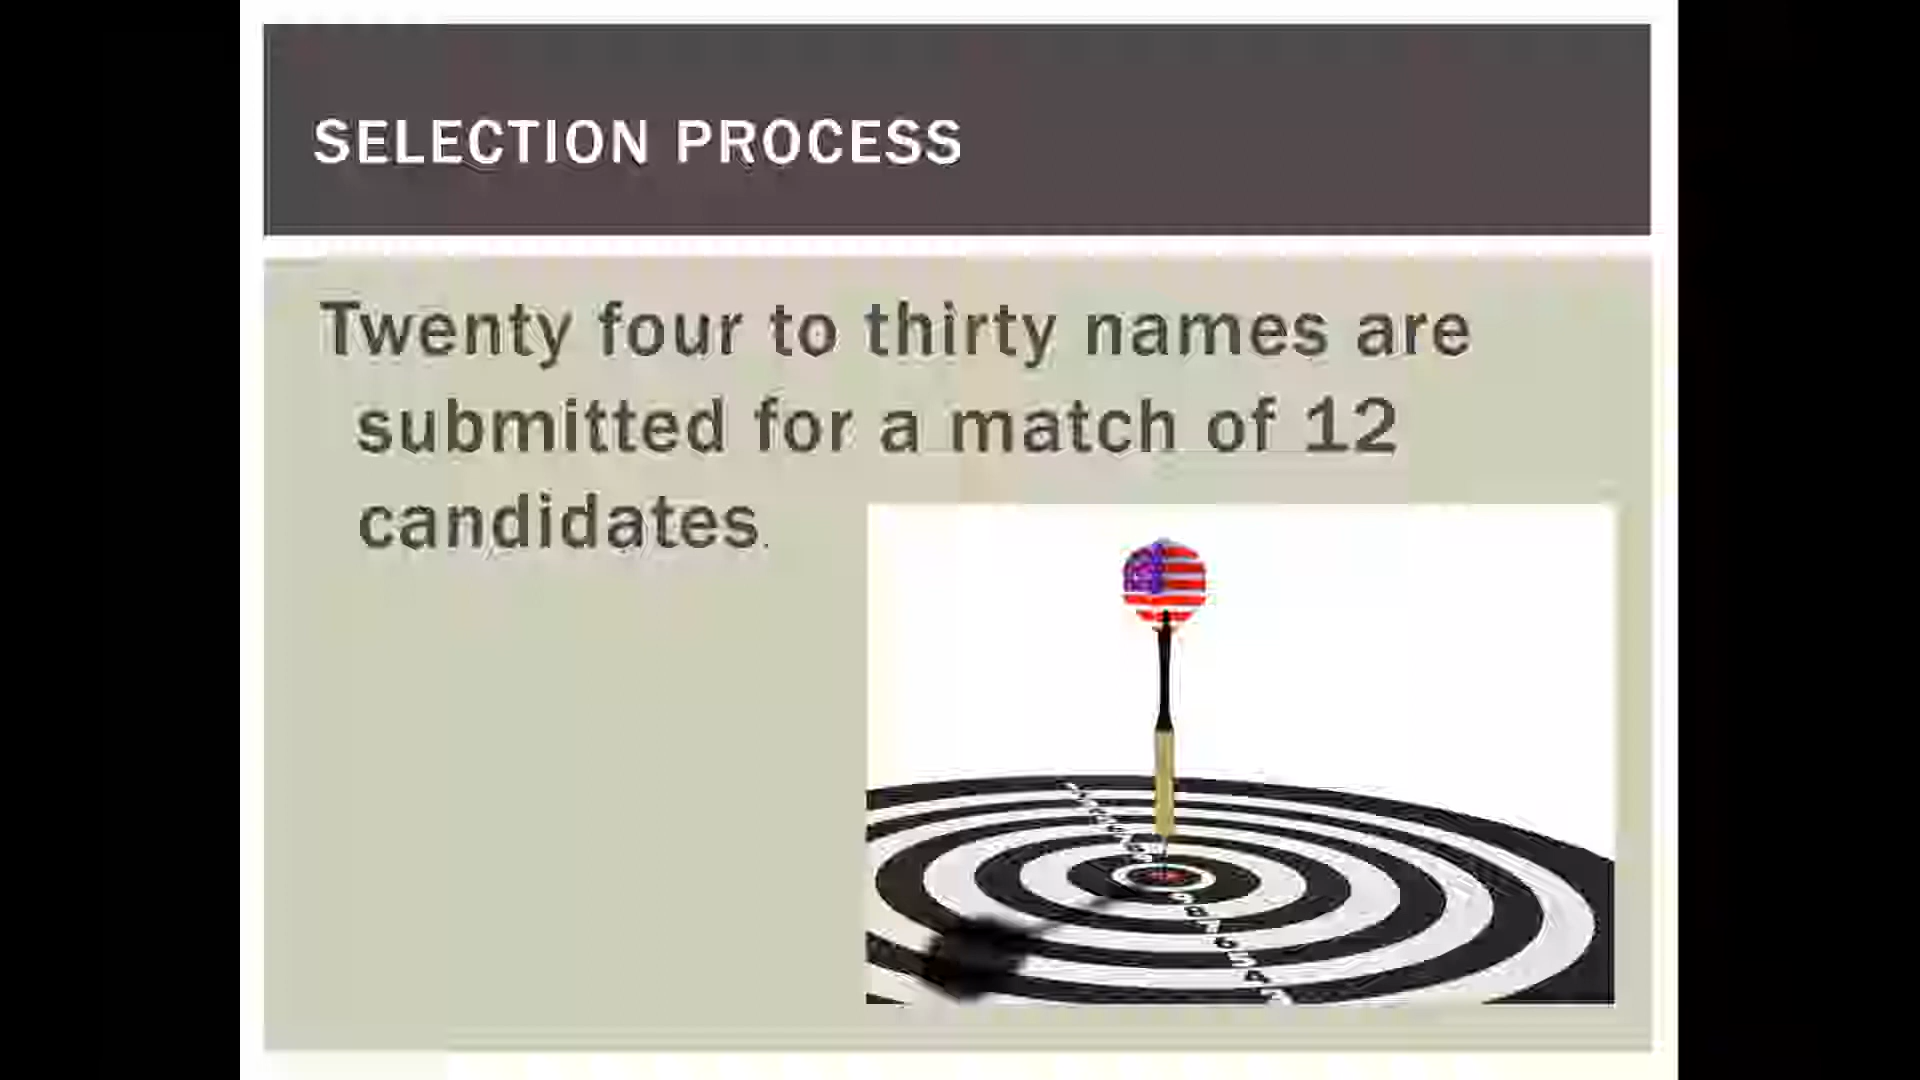 SELECTION PROCESS
Twenty four to thirty names are
submitted for a match of 12
candidates.